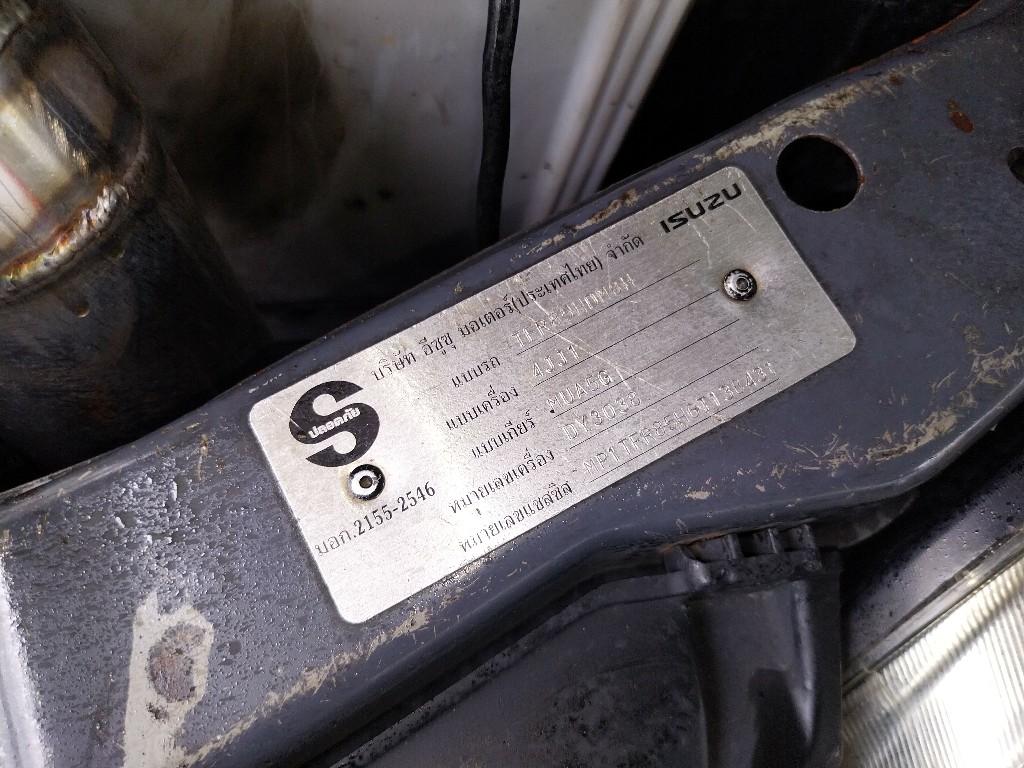 ISUZU
บริษัท อีซูซุ มอเตอร์(ประเทศไทย) จำกัด
แบบรถ
แบบเครื่อง 4JJ1
แบบเกียร์ MUA5G
หมายเลขเครื่อง DY3038
หมายเลขแชสซีส
S
ปลอดภัย
มอก.2155-2546